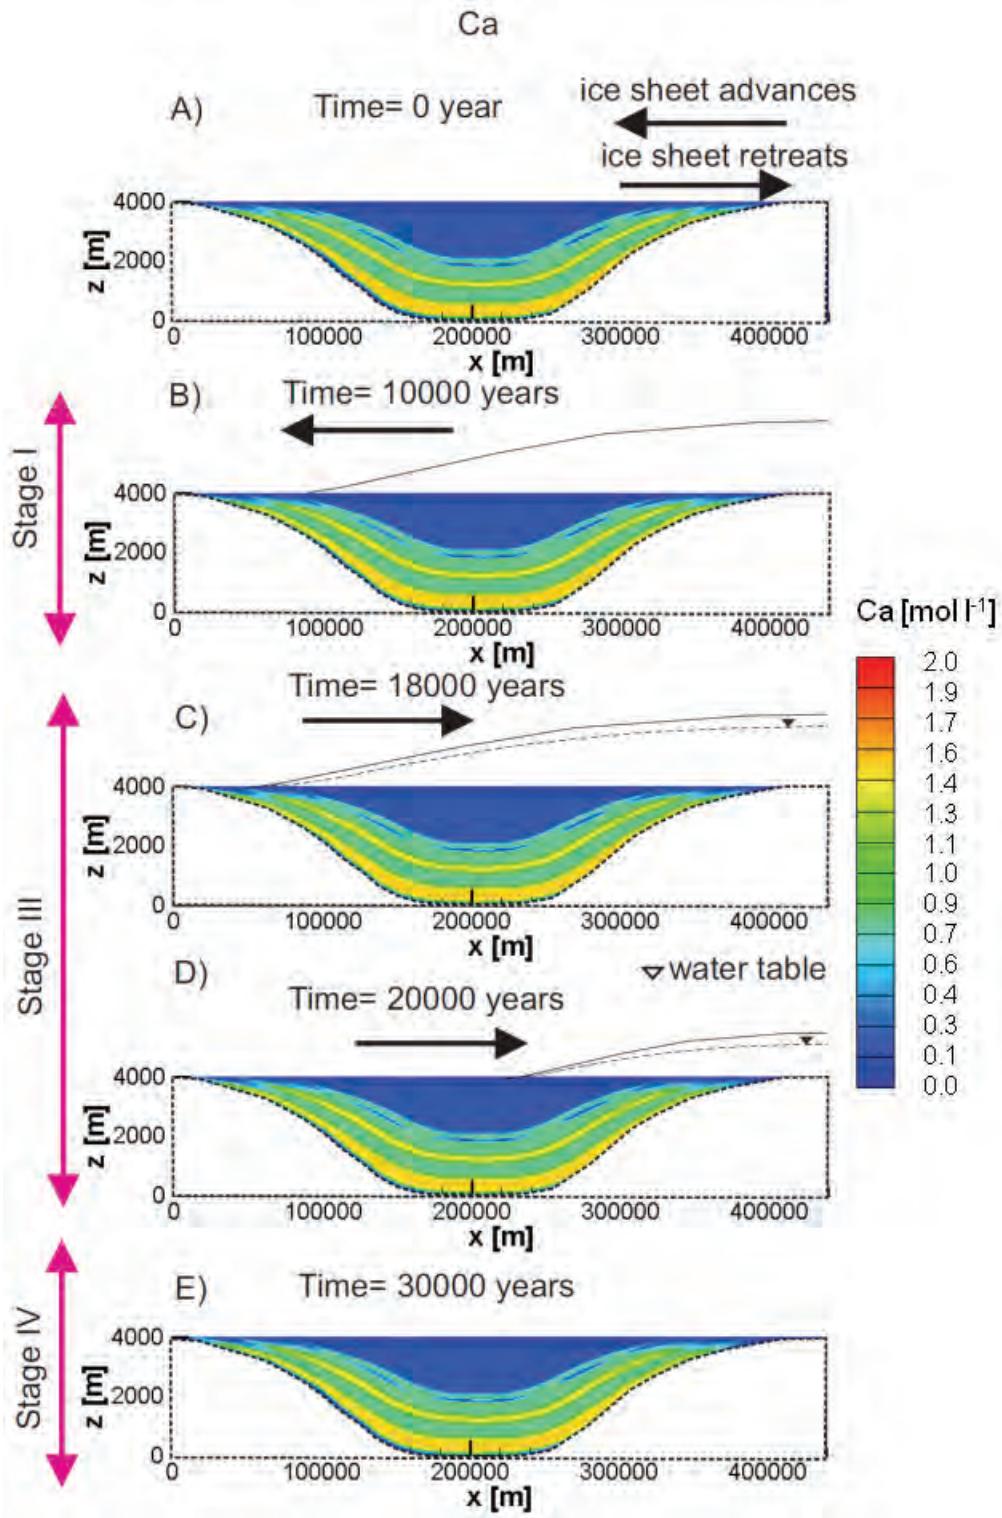 Ca
A) Time= 0 year
ice sheet advances
ice sheet retreats
4000
2000
0
z [m]
0 100000 200000 300000 400000
x [m]
Stage I
B) Time= 10000 years
4000
2000
0
z [m]
0 100000 200000 300000 400000
x [m]
Stage III
C) Time= 18000 years
4000
2000
0
z [m]
0 100000 200000 300000 400000
x [m]
D) Time= 20000 years
water table
4000
2000
0
z [m]
0 100000 200000 300000 400000
x [m]
Stage IV
E) Time= 30000 years
4000
2000
0
z [m]
0 100000 200000 300000 400000
x [m]
Ca [mol l⁻¹]
2.0
1.9
1.7
1.6
1.4
1.3
1.1
1.0
0.9
0.7
0.6
0.4
0.3
0.1
0.0